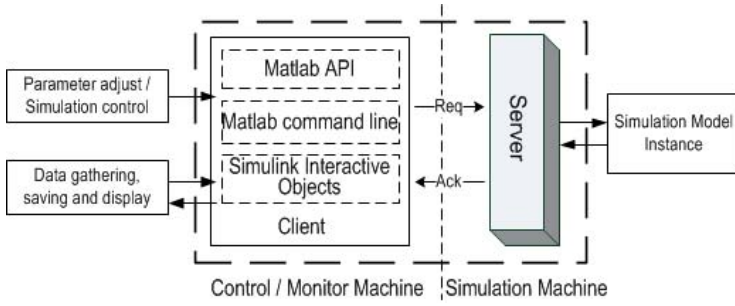 Parameter adjust /
Simulation control
Data gathering,
saving and display
Matlab API
Matlab command line
Simulink Interactive
Objects
Client
Req
Ack
Server
Simulation Model
Instance
Control / Monitor Machine
Simulation Machine